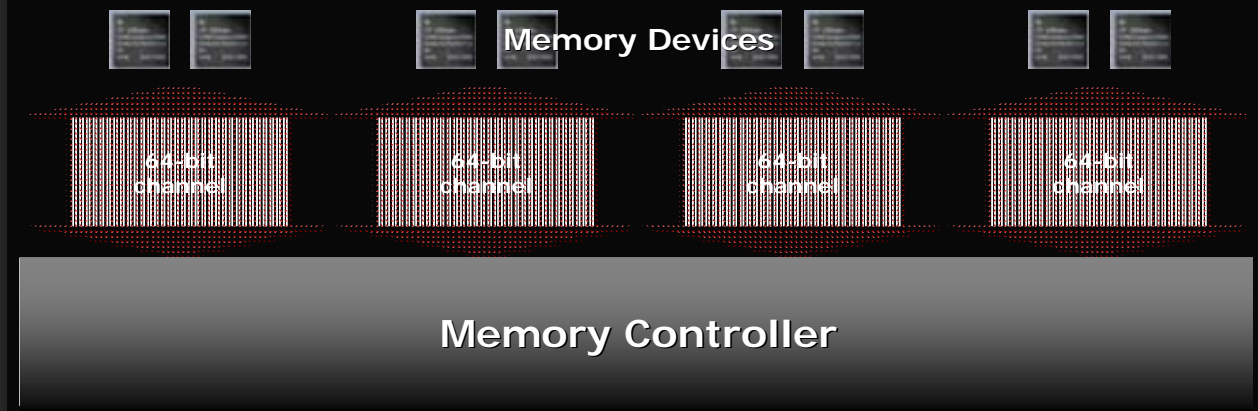 Memory Devices
64-bit
channel
64-bit
channel
64-bit
channel
64-bit
channel
Memory Controller